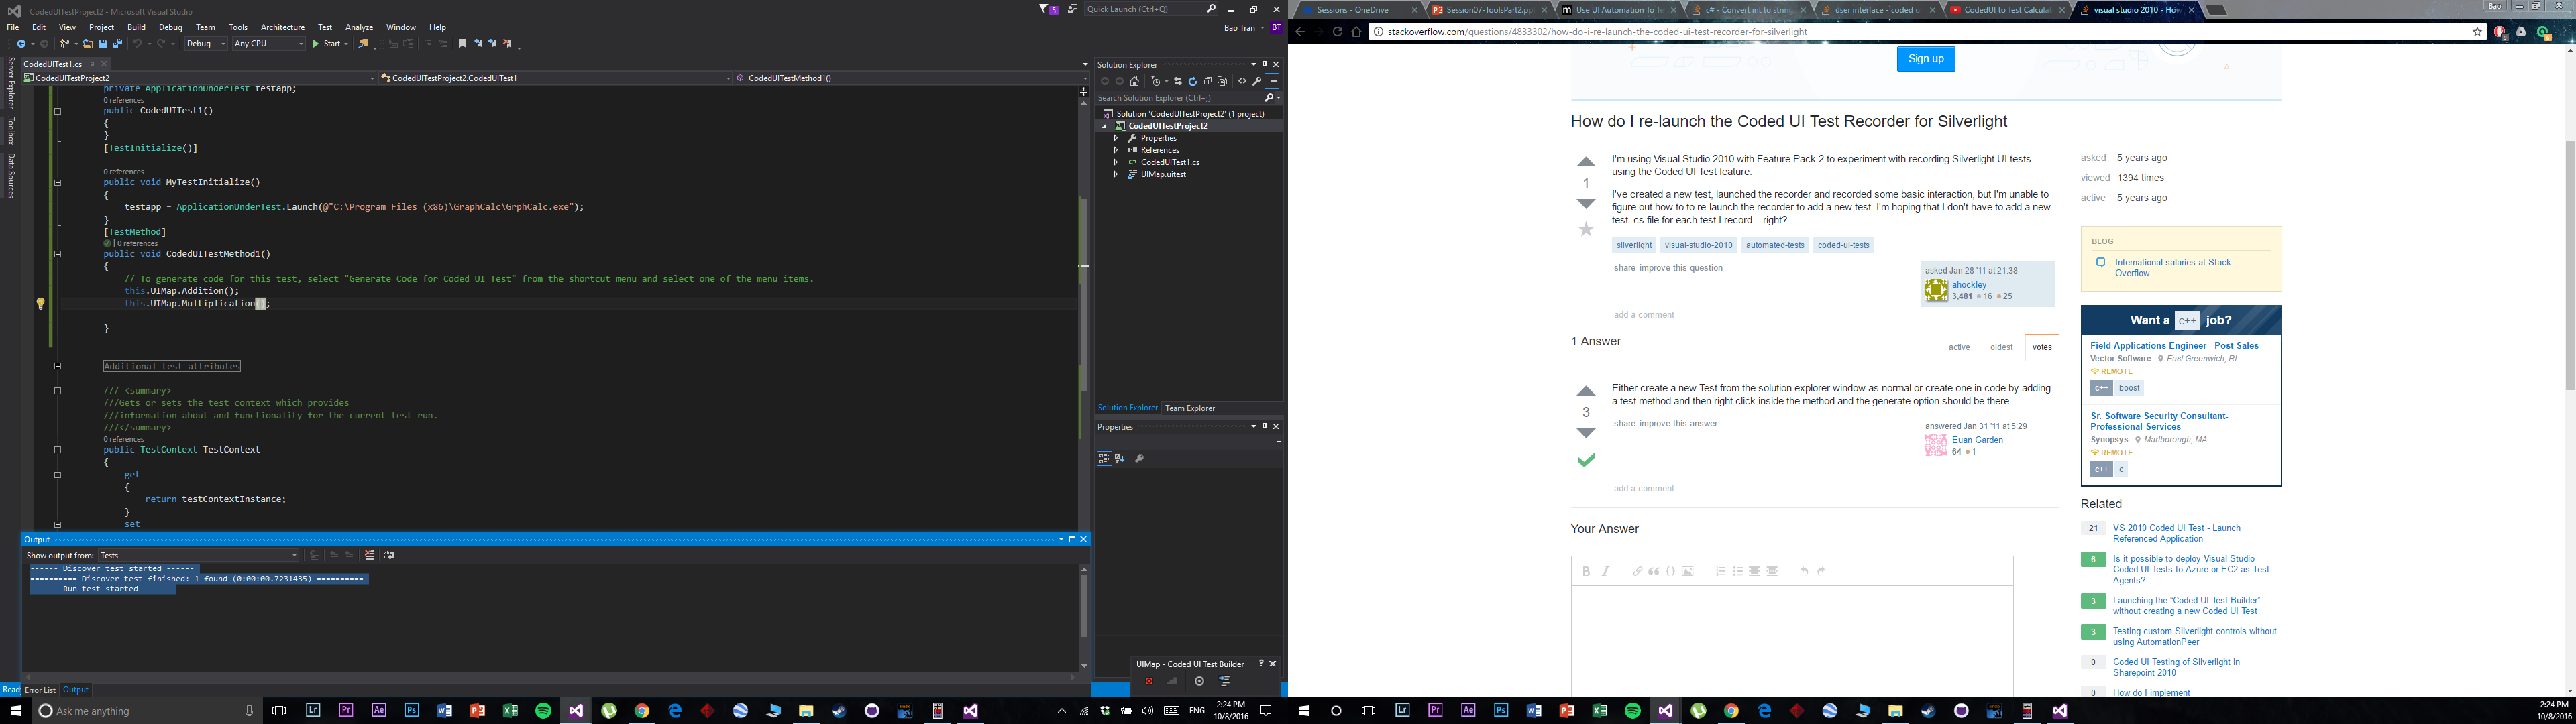 CodedUITestProject2 - Microsoft Visual Studio
5
Quick Launch (Ctrl+Q)
File Edit View Project Build Debug Team Tools Architecture Test Analyze Window Help
Bao Tran BT
Debug Any CPU Start
Server Explorer
Toolbox
Data Sources
CodedUITest1.cs
CodedUITestProject2 CodedUITestProject2.CodedUITest1 CodedUITestMethod1()
private ApplicationUnderTest testapp;
0 references
public CodedUITest1()
{
}
[TestInitialize()]
0 references
public void MyTestInitialize()
{
testapp = ApplicationUnderTest.Launch(@"C:\Program Files (x86)\GraphCalc\GrphCalc.exe");
}
[TestMethod]
| 0 references
public void CodedUITestMethod1()
{
// To generate code for this test, select "Generate Code for Coded UI Test" from the shortcut menu and select one of the menu items.
this.UIMap.Addition();
this.UIMap.Multiplication();
}
Additional test attributes
/// <summary>
///Gets or sets the test context which provides
///information about and functionality for the current test run.
///</summary>
0 references
public TestContext TestContext
{
get
{
return testContextInstance;
}
set
Output
Show output from: Tests
------ Discover test started ------
========== Discover test finished: 1 found (0:00:00.7231435) ==========
------ Run test started ------
Read Error List Output
Solution Explorer
Search Solution Explorer (Ctrl+;)
Solution 'CodedUITestProject2' (1 project)
CodedUITestProject2
Properties
References
CodedUITest1.cs
UIMap.uitest
Solution Explorer Team Explorer
Properties
UIMap - Coded UI Test Builder ? X
Ask me anything
ENG
2:24 PM
10/8/2016
Sessions - OneDrive
Session07-ToolsPart2.pp
Use UI Automation To Te
c# - Convert int to string
user interface - coded ui
CodedUI to Test Calculat
visual studio 2010 - How
Bao
stackoverflow.com/questions/4833302/how-do-i-re-launch-the-coded-ui-test-recorder-for-silverlight
Sign up
How do I re-launch the Coded UI Test Recorder for Silverlight
1
I'm using Visual Studio 2010 with Feature Pack 2 to experiment with recording Silverlight UI tests
using the Coded UI Test feature.
I've created a new test, launched the recorder and recorded some basic interaction, but I'm unable to
figure out how to to re-launch the recorder to add a new test. I'm hoping that I don't have to add a new
test .cs file for each test I record... right?
silverlight visual-studio-2010 automated-tests coded-ui-tests
share improve this question
asked Jan 28 '11 at 21:38
ahockley
3,481 16 25
add a comment
1 Answer
active oldest votes
3
Either create a new Test from the solution explorer window as normal or create one in code by adding
a test method and then right click inside the method and the generate option should be there
share improve this answer
answered Jan 31 '11 at 5:29
Euan Garden
64 1
add a comment
Your Answer
B I
asked 5 years ago
viewed 1394 times
active 5 years ago
BLOG
International salaries at Stack
Overflow
Want a c++ job?
Field Applications Engineer - Post Sales
Vector Software East Greenwich, RI
REMOTE
c++ boost
Sr. Software Security Consultant-
Professional Services
Synopsys Marlborough, MA
REMOTE
c++ c
Related
21 VS 2010 Coded UI Test - Launch
Referenced Application
6 Is it possible to deploy Visual Studio
Coded UI Tests to Azure or EC2 as Test
Agents?
3 Launching the "Coded UI Test Builder"
without creating a new Coded UI Test
3 Testing custom Silverlight controls without
using AutomationPeer
0 Coded UI Testing of Silverlight in
Sharepoint 2010
0 How do I implement
2:24 PM
10/8/2016